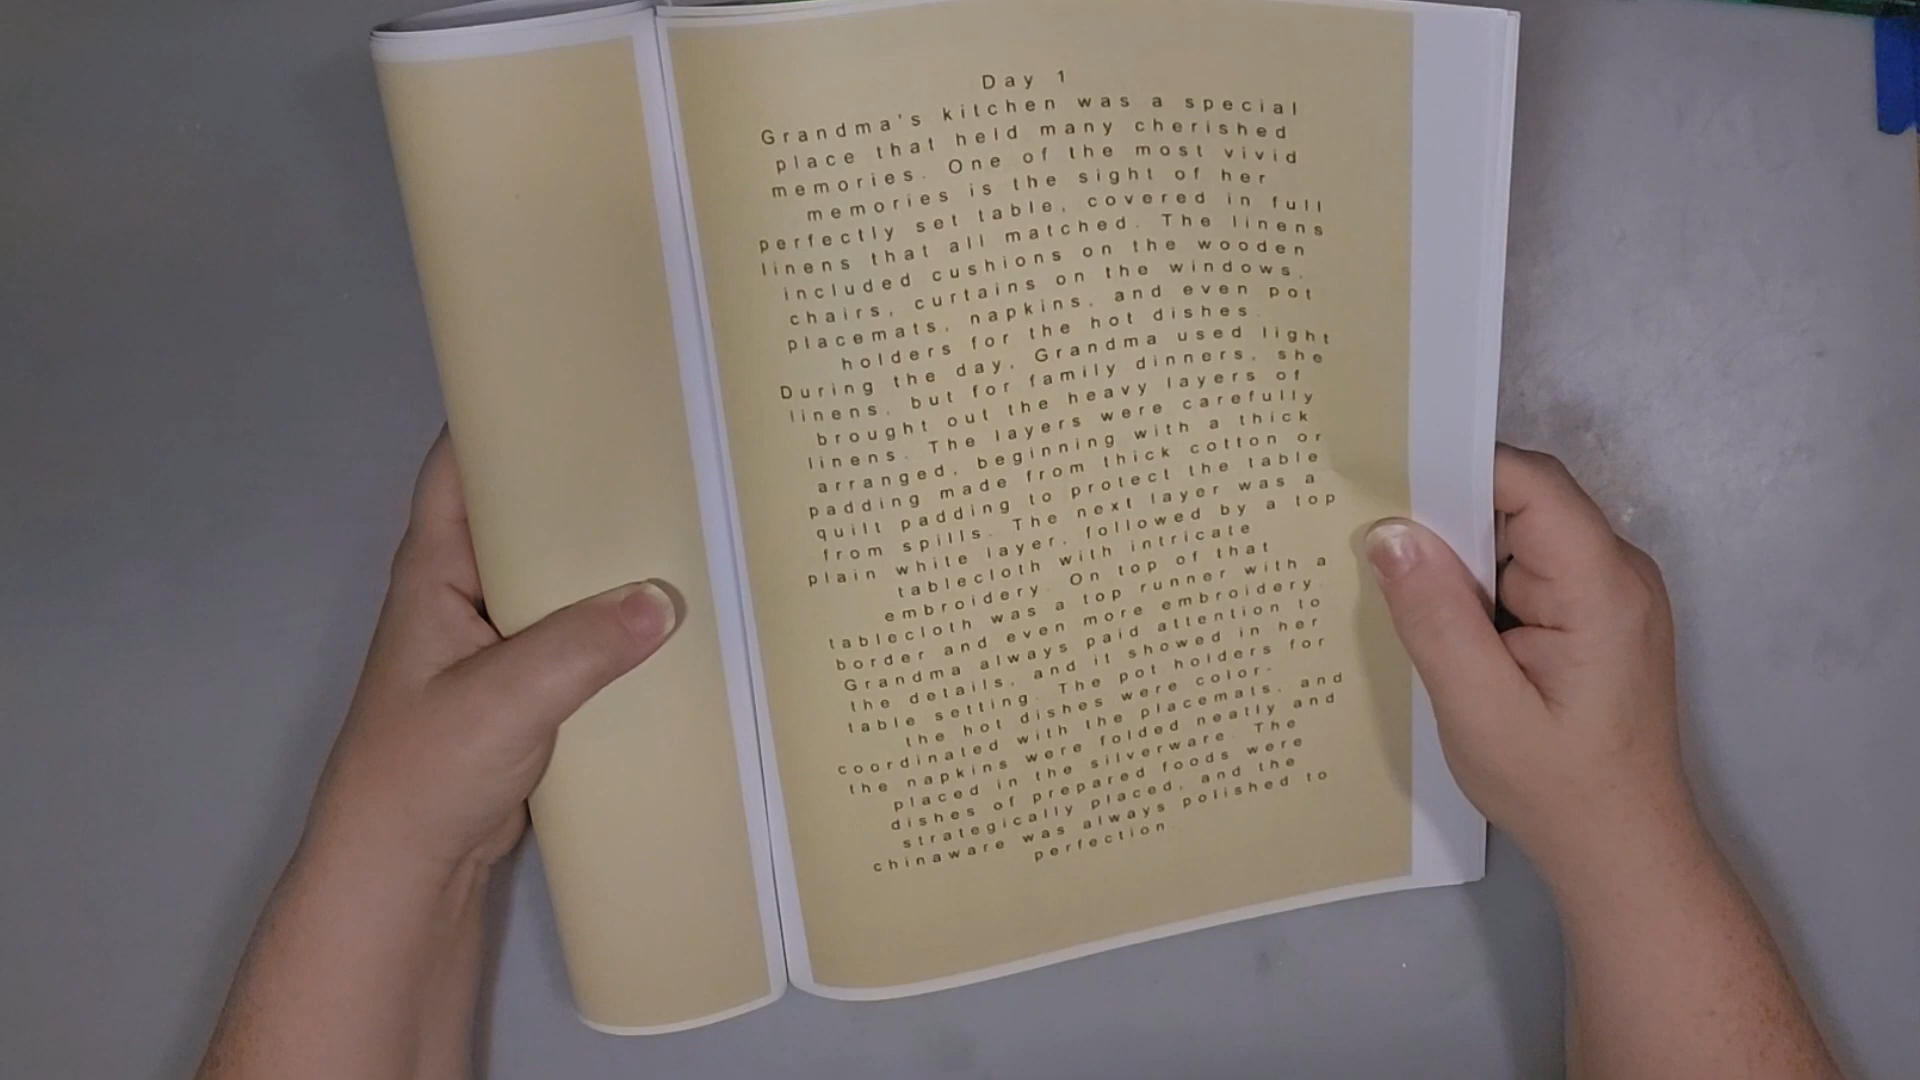 Day 1
Grandma's kitchen was a special
place that held many cherished
memories. One of the most vivid
memories is the sight of her
perfectly set table, covered in full
linens that all matched. The linens
included cushions on the wooden
chairs, curtains on the windows,
placemats, napkins, and even pot
holders for the hot dishes.
During the day, Grandma used light
linens, but for family dinners, she
brought out the heavy layers of
linens. The layers were carefully
arranged, beginning with a thick
padding made from thick cotton or
quilt padding to protect the table
from spills. The next layer was a
plain white layer, followed by a top
tablecloth with intricate
embroidery. On top of that
tablecloth was a top runner with a
border and even more embroidery.
Grandma always paid attention to
the details, and it showed in her
table setting. The pot holders for
the hot dishes were color-
coordinated with the placemats, and
the napkins were folded neatly and
placed in the silverware. The
dishes of prepared foods were
strategically placed, and the
chinaware was always polished to
perfection.